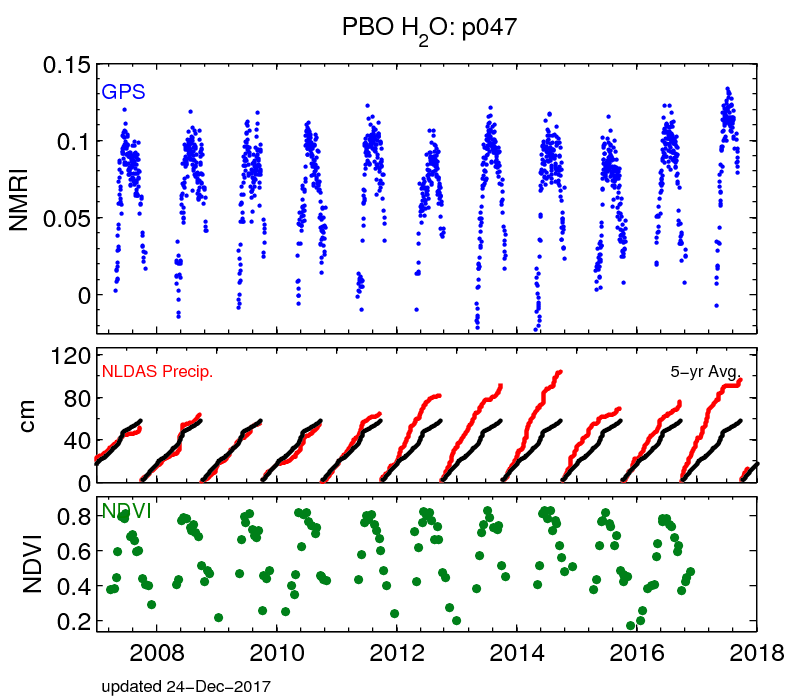 PBO H2O: p047
0.15
GPS
0.1
NMRI
0.05
0
120
NLDAS Precip.
5−yr Avg.
80
cm
40
0
0.8
NDVI
0.6
NDVI
0.4
0.2
2008 2010 2012 2014 2016 2018
updated 24−Dec−2017